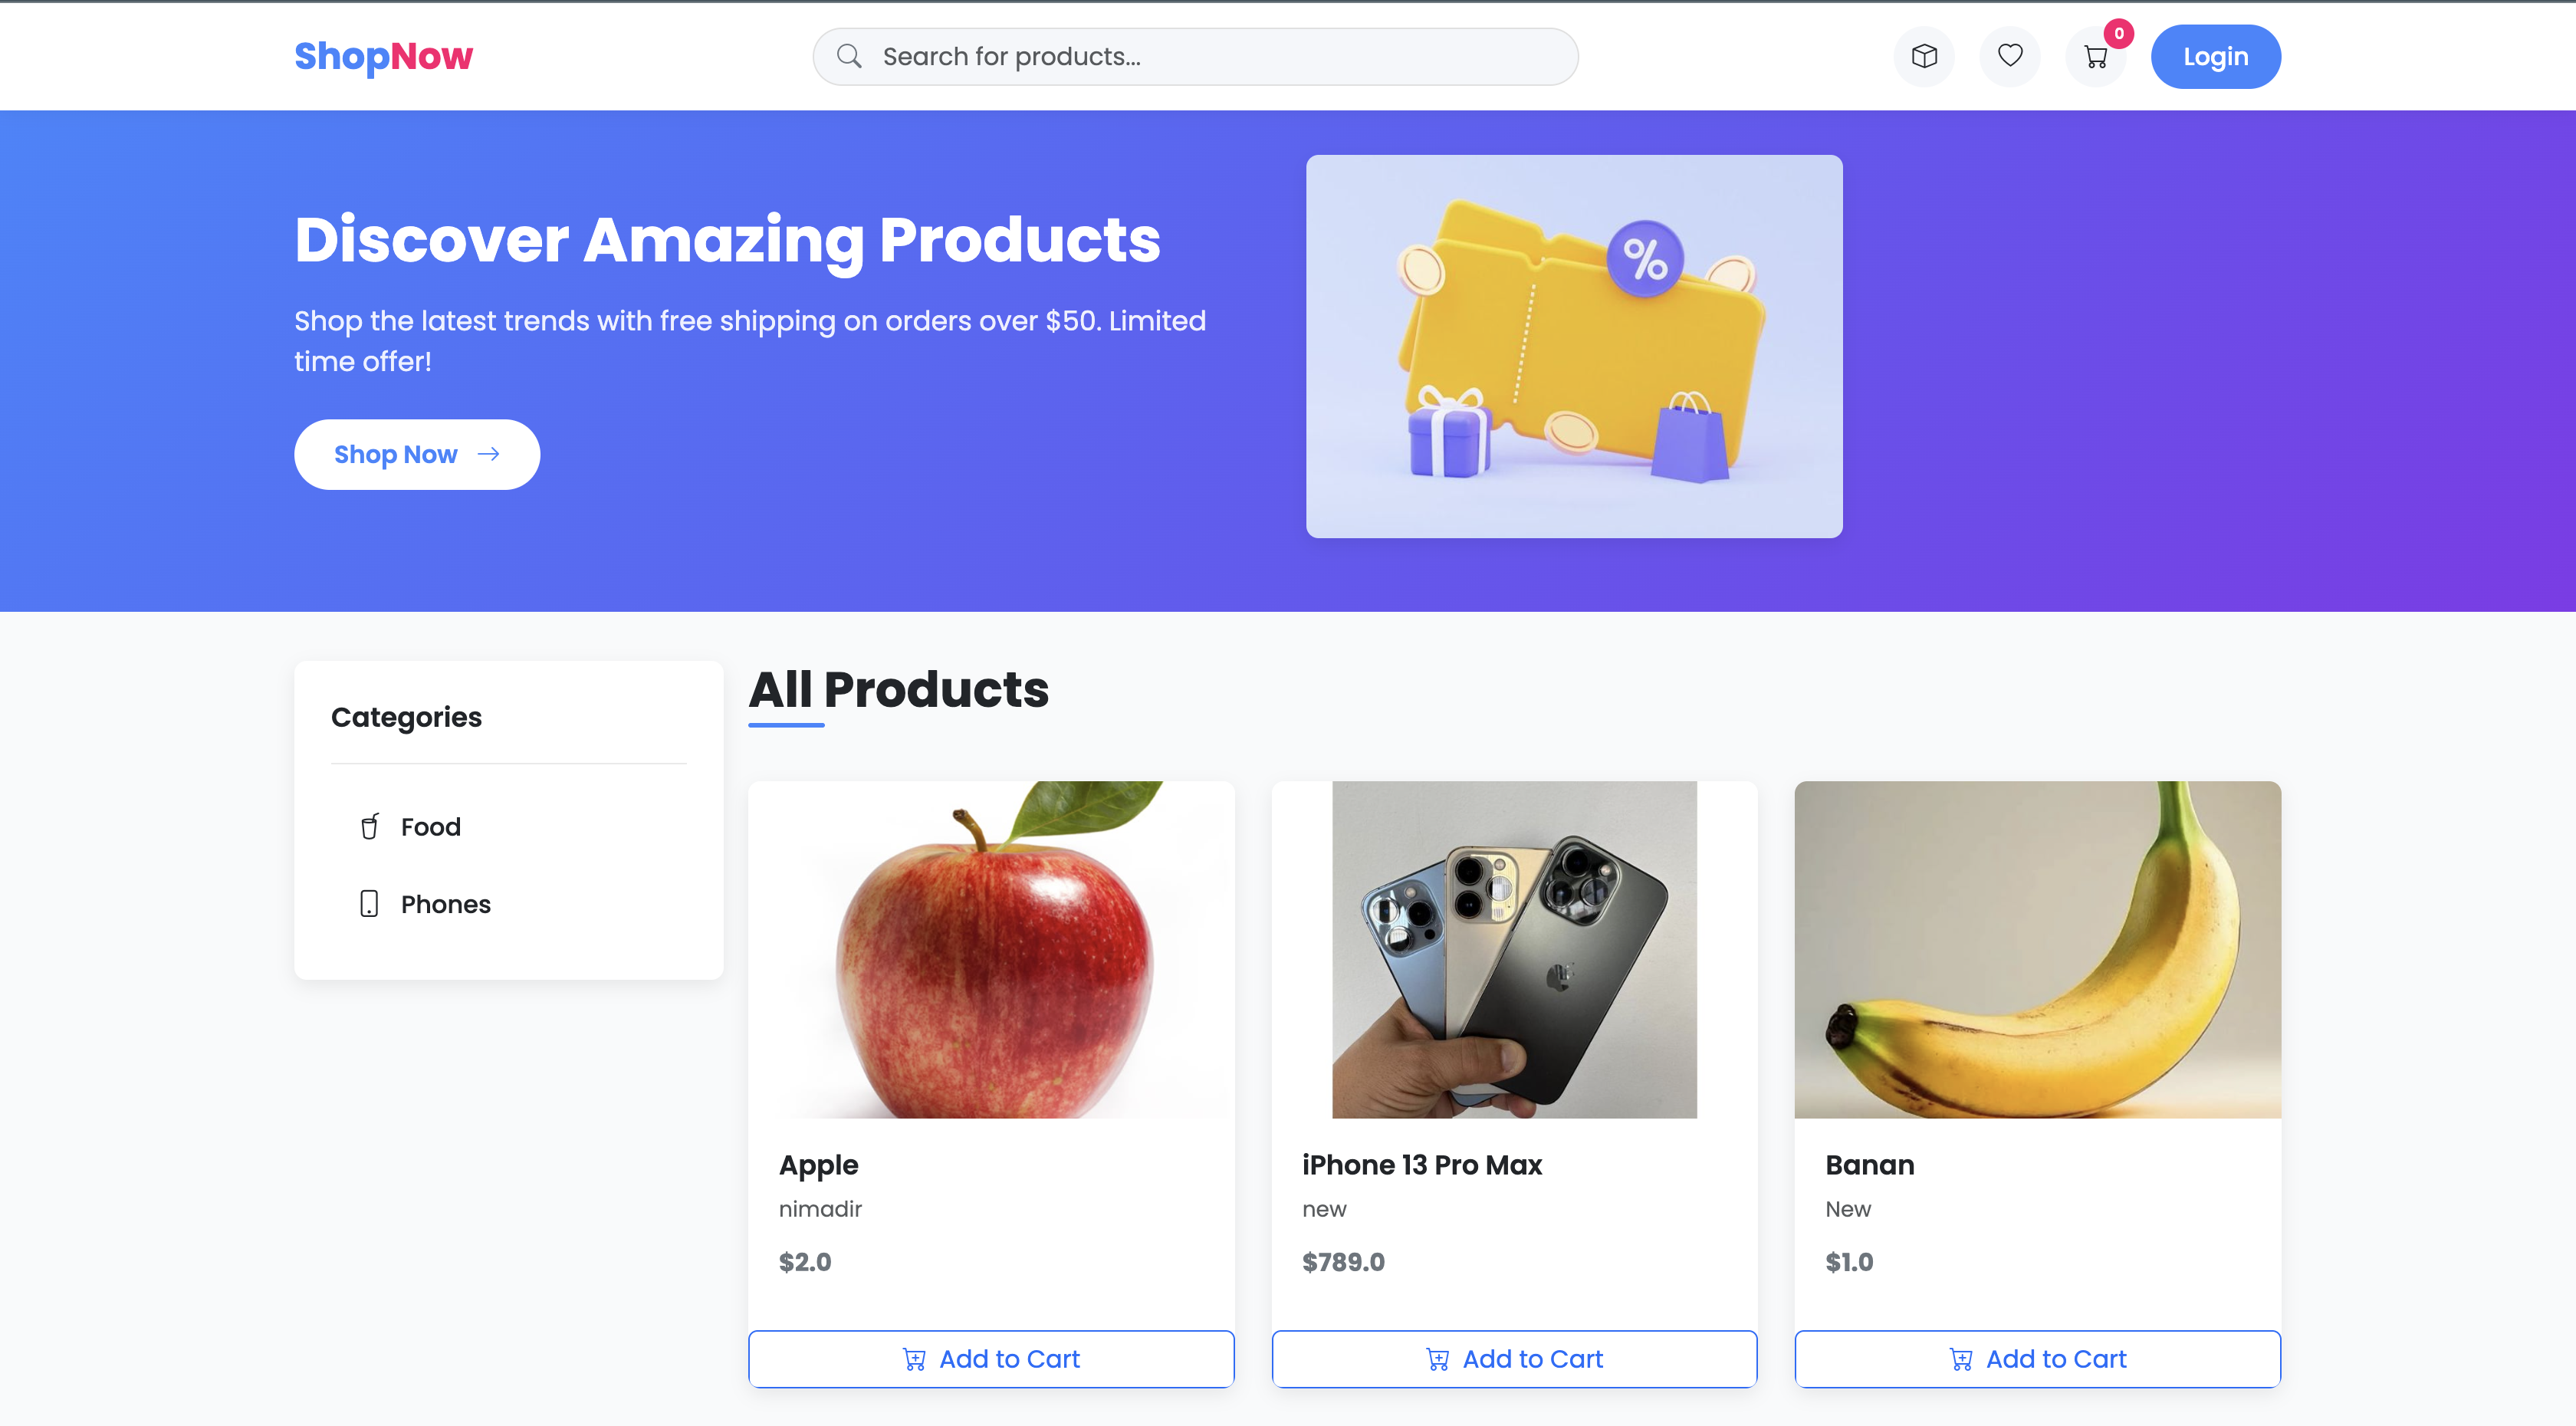 ShopNow
Search for products...
0
Login
Discover Amazing Products
Shop the latest trends with free shipping on orders over $50. Limited
time offer!
Shop Now
%
Categories
Food
Phones
All Products
Apple
nimadir
$2.0
Add to Cart
iPhone 13 Pro Max
new
$789.0
Add to Cart
Banan
New
$1.0
Add to Cart